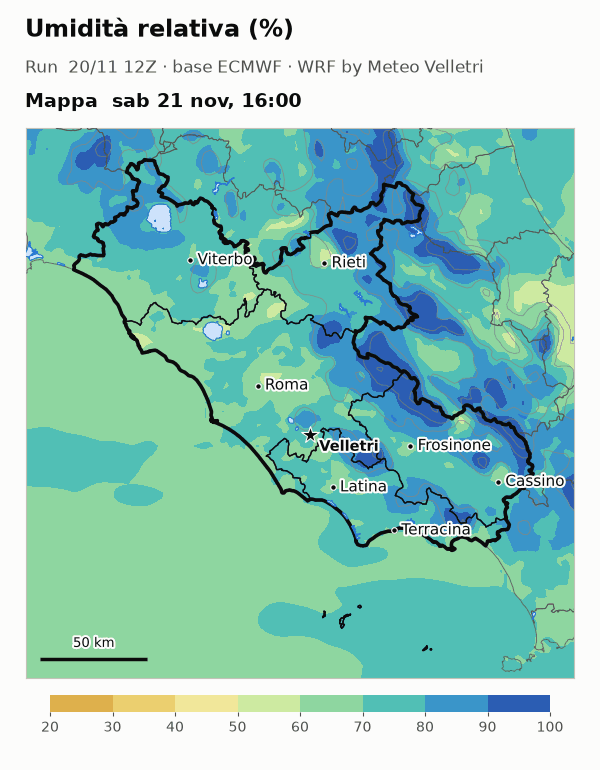 Umidità relativa (%)
Run  20/11 12Z · base ECMWF · WRF by Meteo Velletri
Mappa  sab 21 nov, 16:00
Viterbo
Rieti
Roma
Velletri
Frosinone
Latina
Cassino
Terracina
50 km
20 30 40 50 60 70 80 90 100